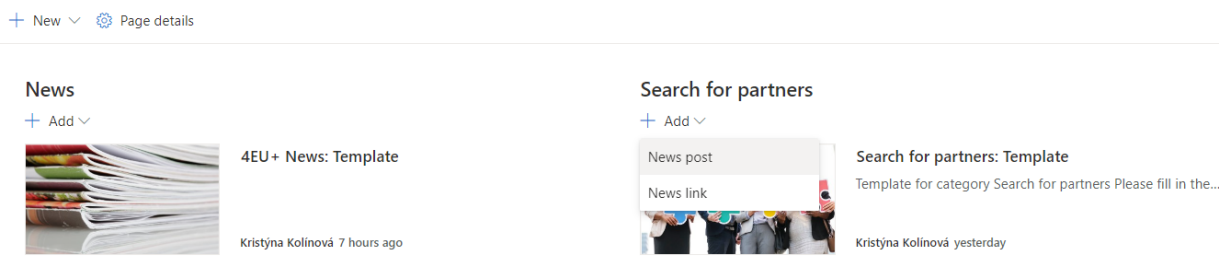 New
Page details
News
Add
4EU+ News: Template
Kristýna Kolínová 7 hours ago
Search for partners
Add
News post
News link
Search for partners: Template
Template for category Search for partners Please fill in the...
Kristýna Kolínová yesterday